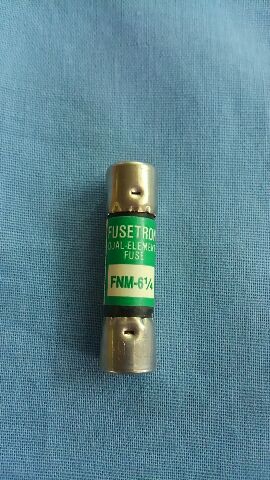 FUSETRON
DUAL-ELEMENT
FUSE
FNM-6¼